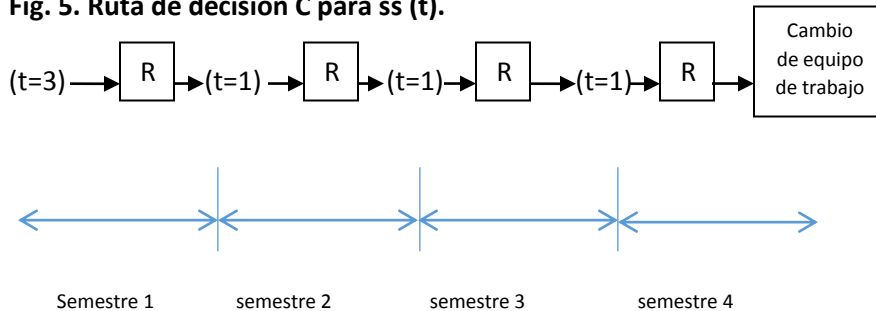 Fig. 5. Ruta de decisión C para ss (t).
(t=3) R (t=1) R (t=1) R (t=1) R
Cambio
de equipo
de trabajo
Semestre 1 semestre 2 semestre 3 semestre 4